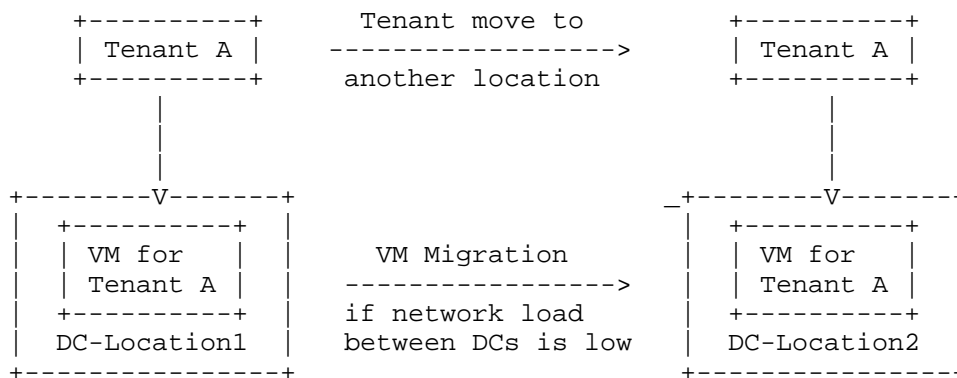 Tenant move to
Tenant A ------------------> Tenant A
another location
VM for VM Migration VM for
Tenant A -----------------> Tenant A
if network load
DC-Location1 between DCs is low DC-Location2